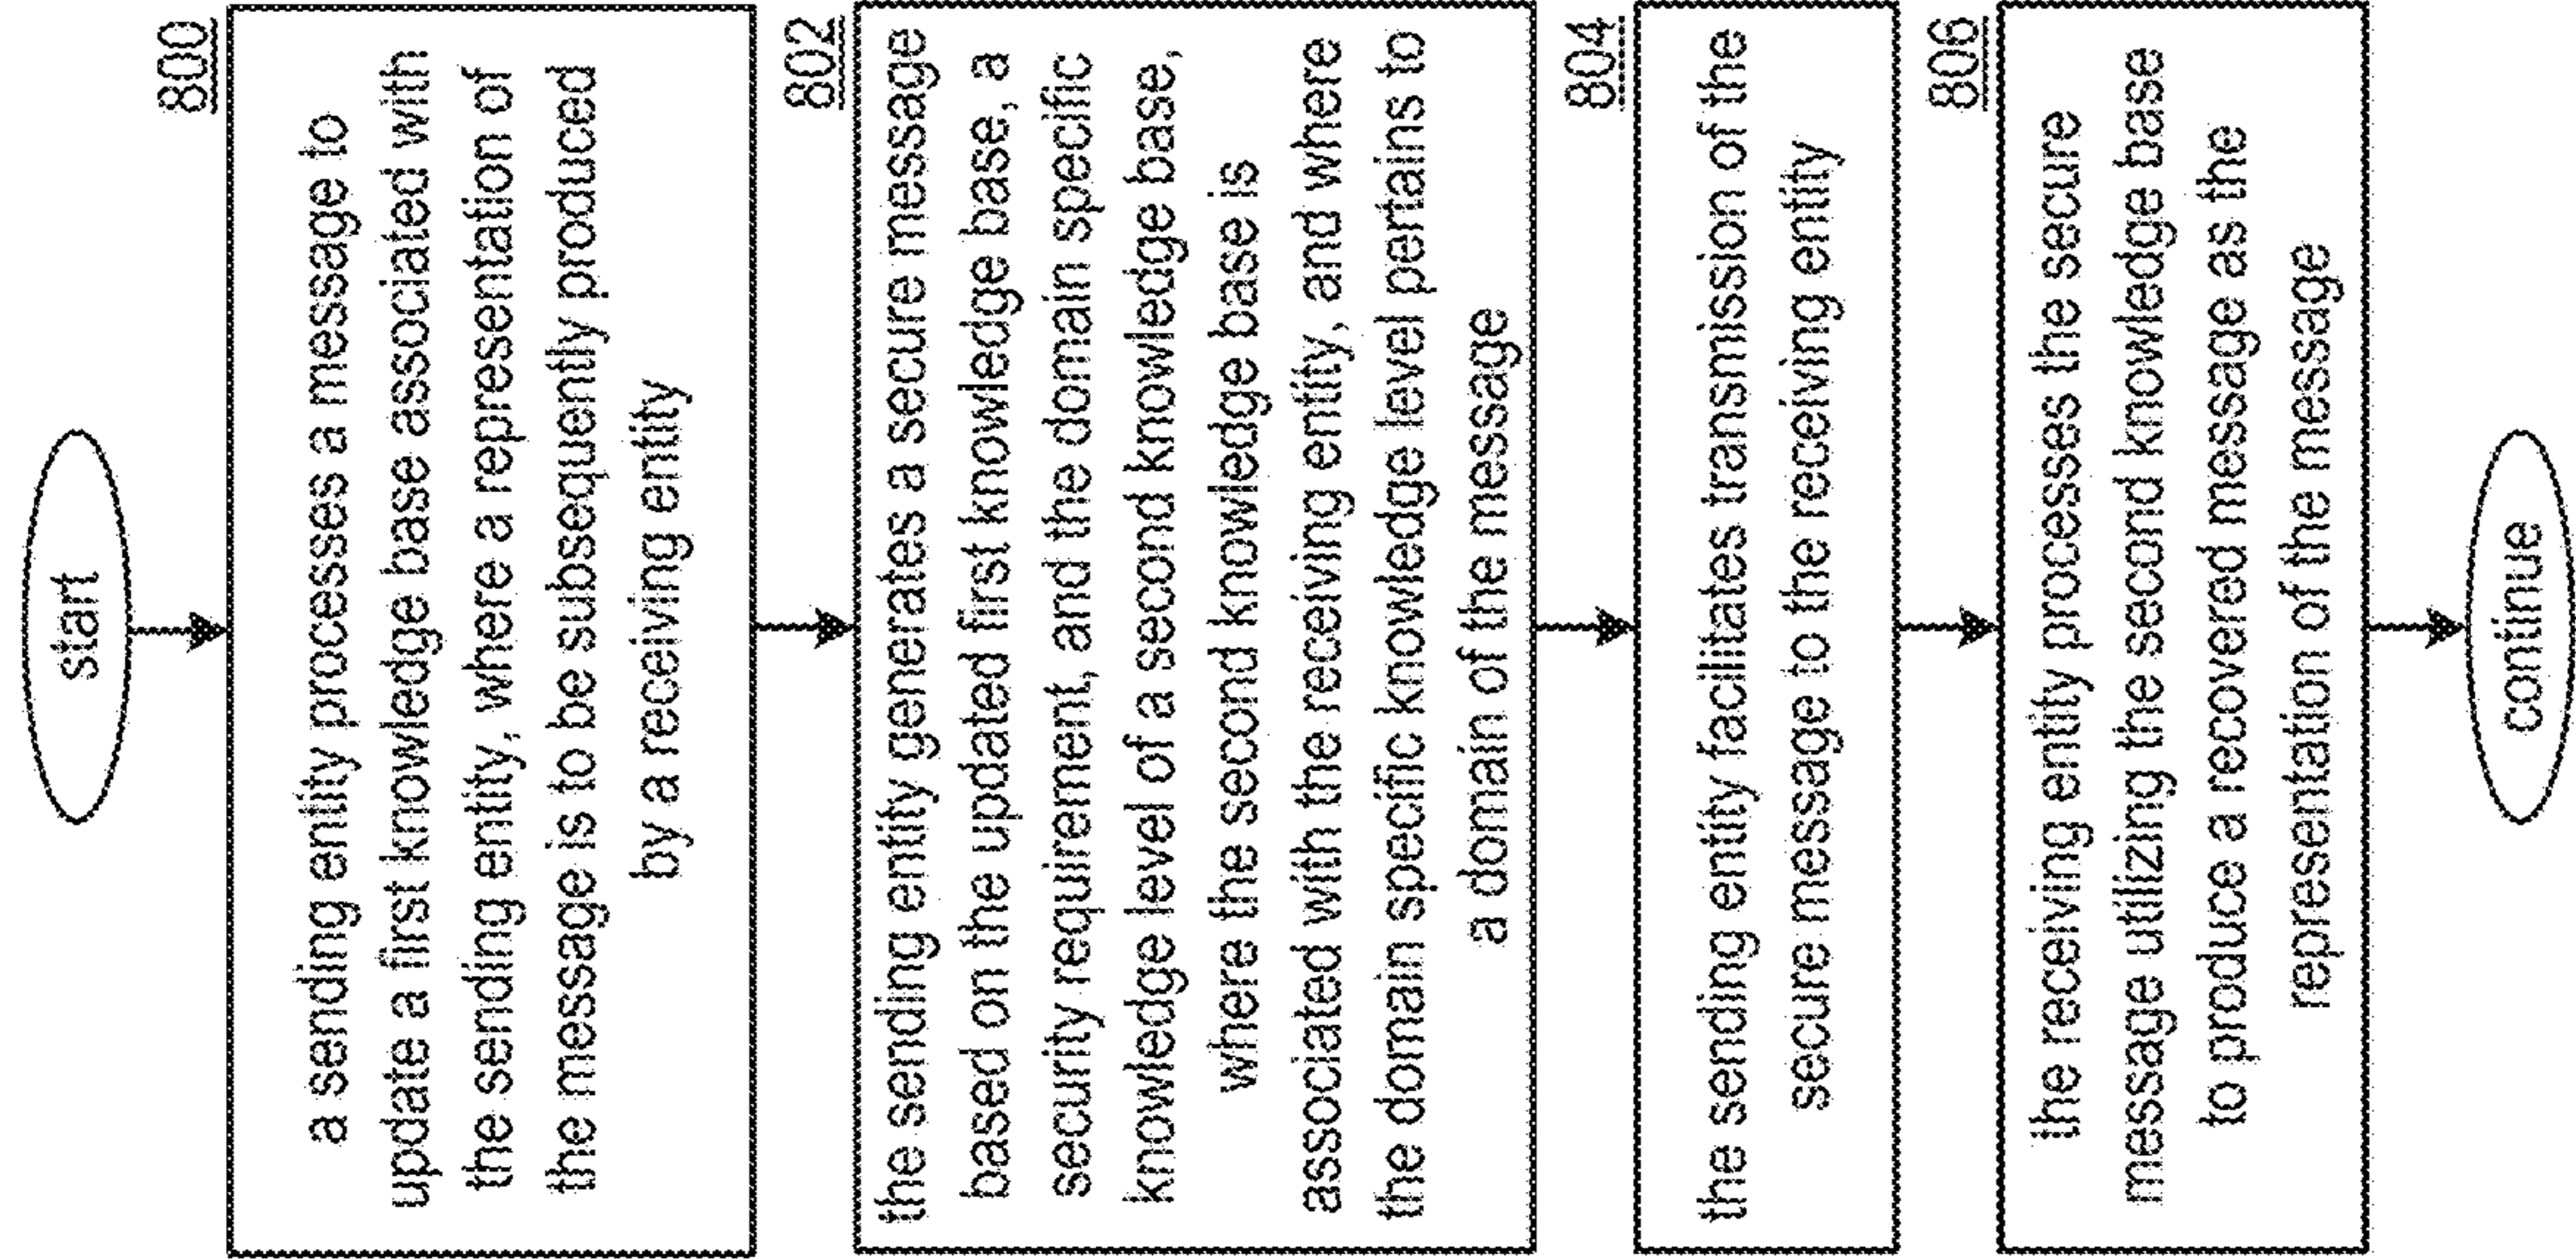 start
800
a sending entity processes a message to
update a first knowledge base associated with
the sending entity, where a representation of
the message is to be subsequently produced
by a receiving entity
802
the sending entity generates a secure message
based on the updated first knowledge base, a
security requirement, and the domain specific
knowledge level of a second knowledge base,
where the second knowledge base is
associated with the receiving entity, and where
the domain specific knowledge level pertains to
a domain of the message
804
the sending entity facilitates transmission of the
secure message to the receiving entity
806
the receiving entity processes the secure
message utilizing the second knowledge base
to produce a recovered message as the
representation of the message
continue